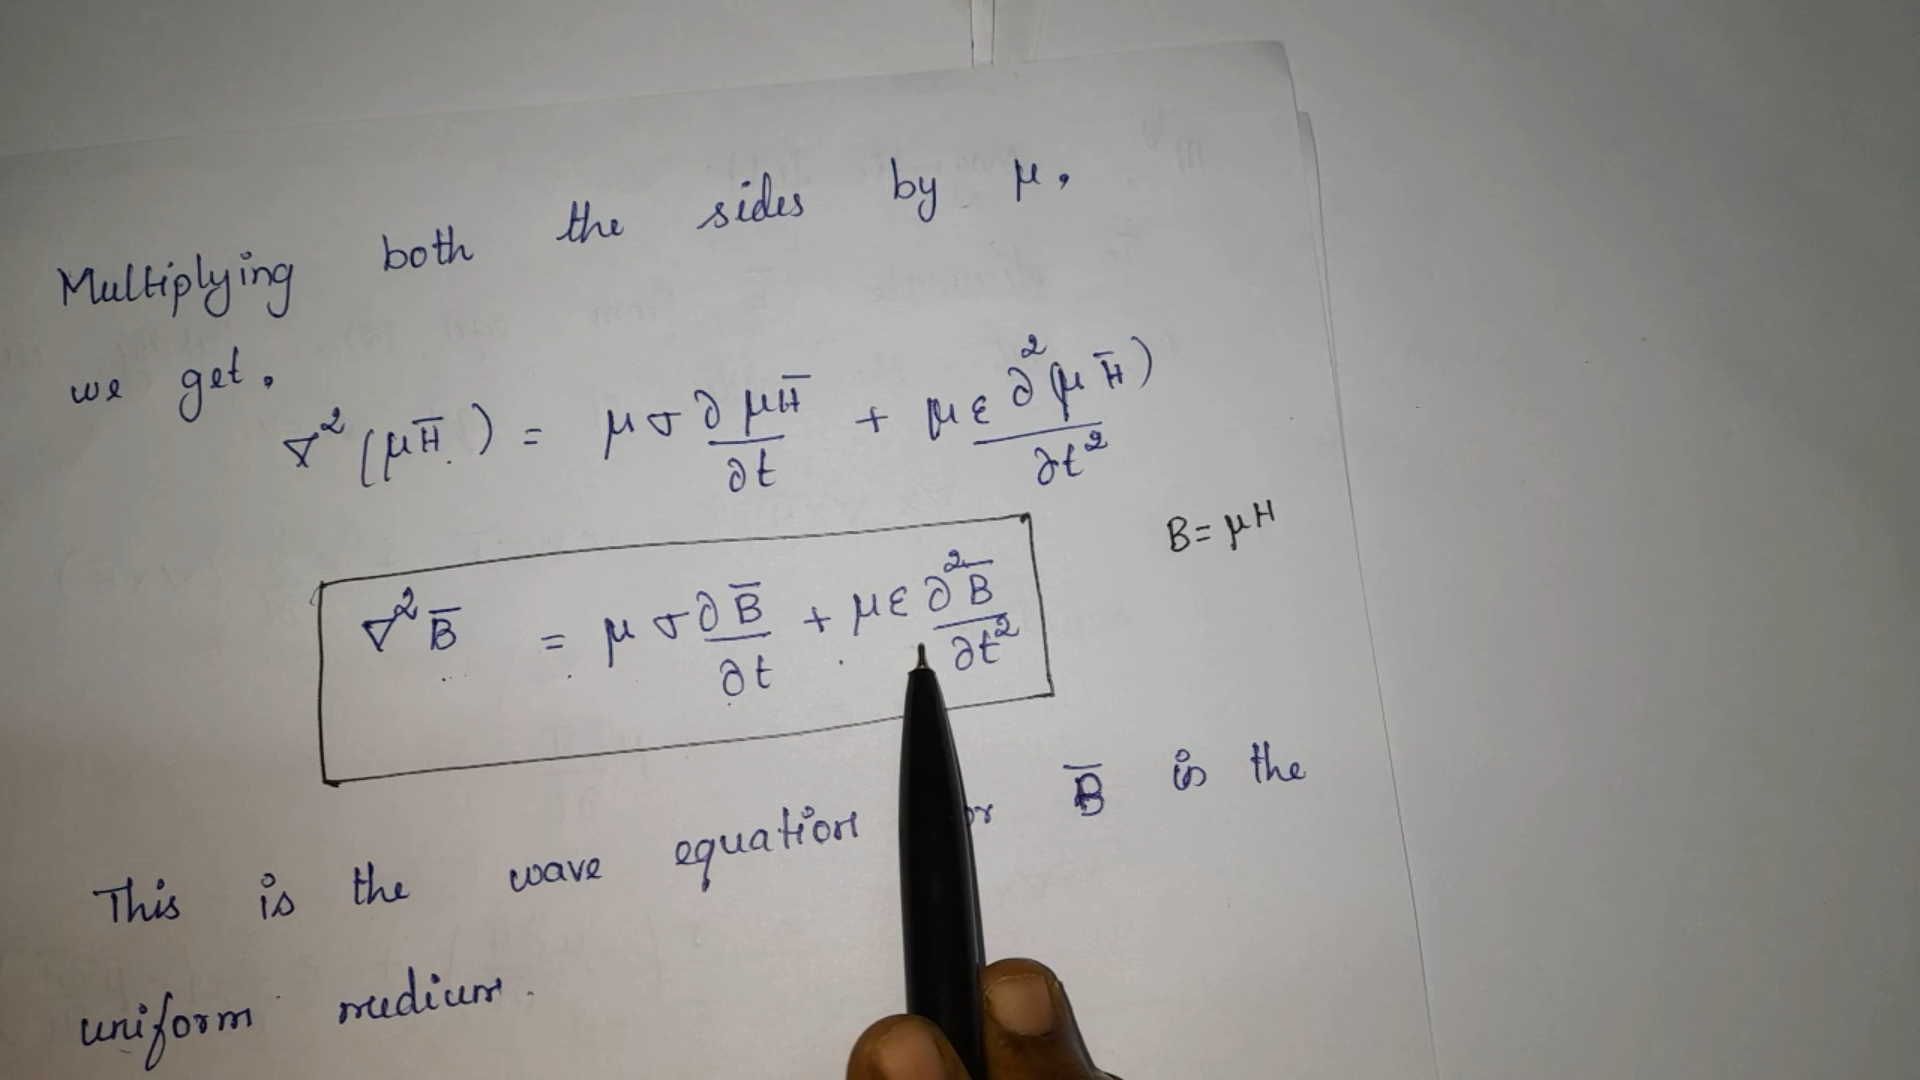 Multiplying both the sides by μ,
we get.
∇²(μH̅) = μσ ∂μH̅/∂t + με ∂²(μH̅)/∂t²
B = μH
∇²B̅ = μσ ∂B̅/∂t + με ∂²B̅/∂t²
This is the wave equation B̅ in the
uniform medium.